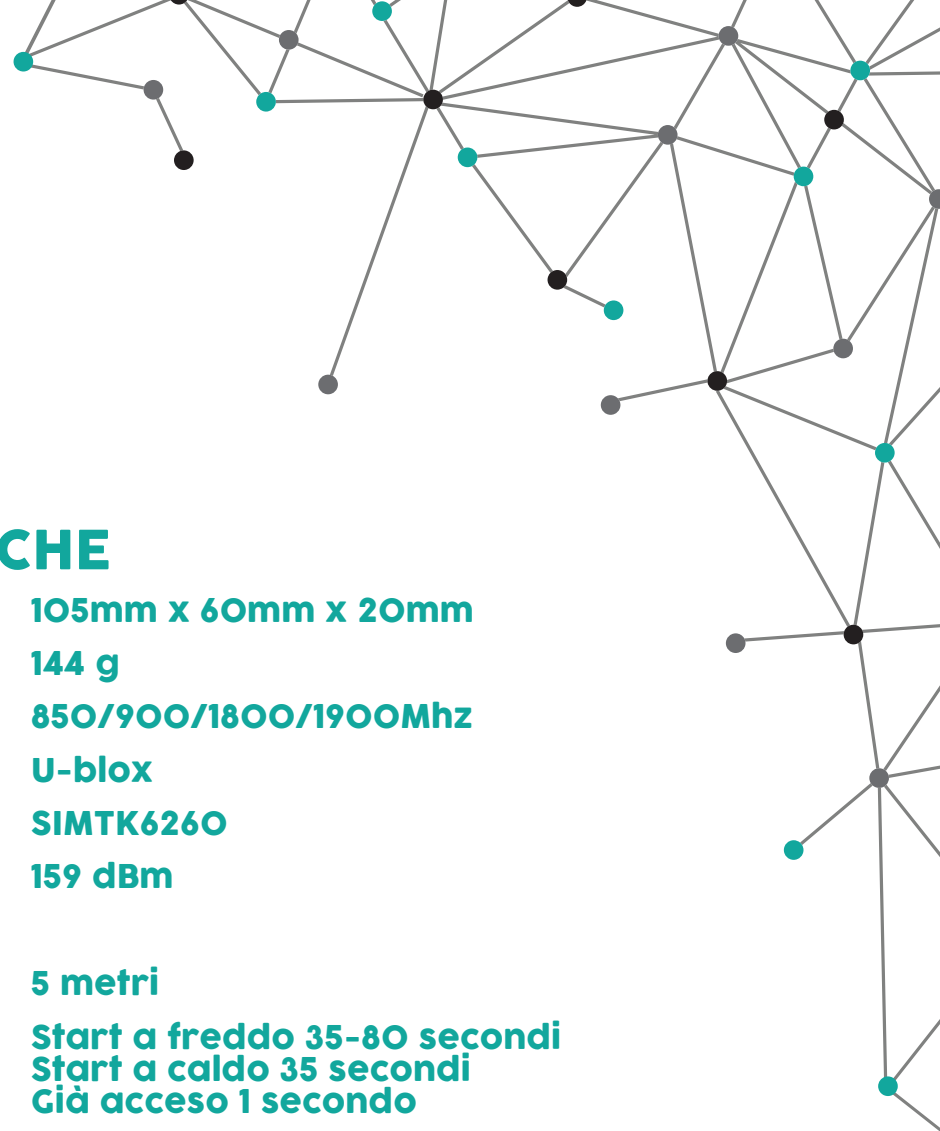 CHE
105mm x 60mm x 20mm
144 g
850/900/1800/1900Mhz
U-blox
SIMTK6260
159 dBm
5 metri
Start a freddo 35-80 secondi
Start a caldo 35 secondi
Già acceso 1 secondo